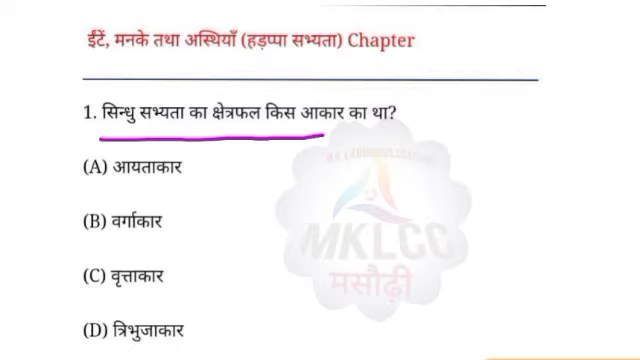 ईंटें, मनके तथा अस्थियाँ (हड़प्पा सभ्यता) Chapter
1. सिन्धु सभ्यता का क्षेत्रफल किस आकार का था?
(A) आयताकार
(B) वर्गाकार
(C) वृत्ताकार
(D) त्रिभुजाकार
MKLCC
मसौढ़ी